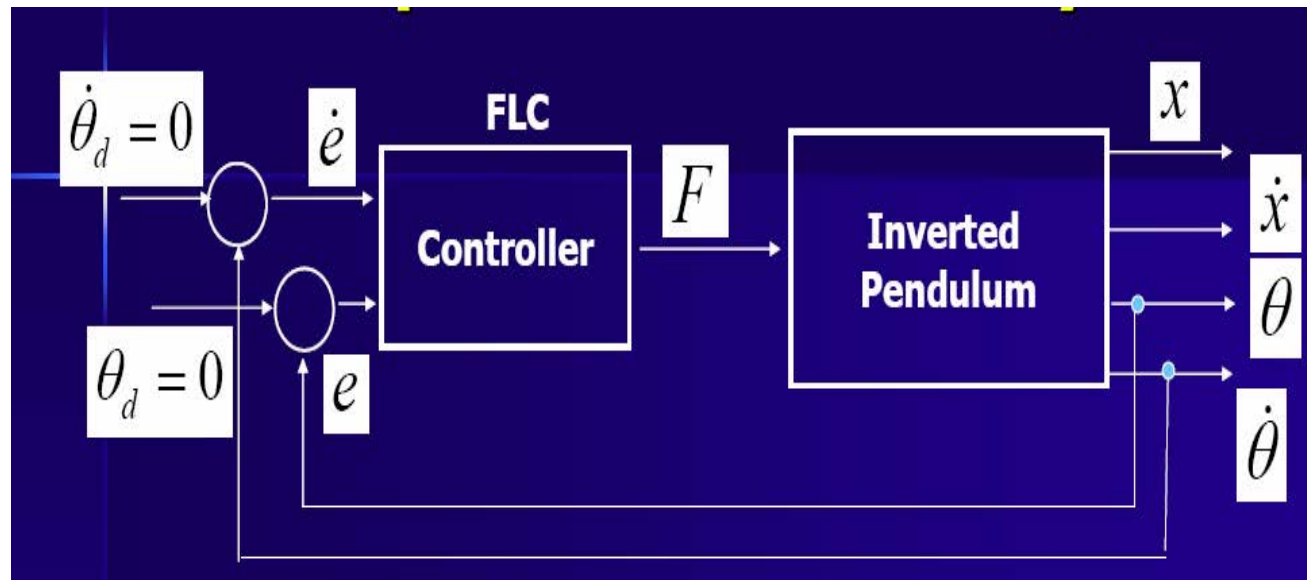 θ̇_d = 0
ė
FLC
Controller
F
Inverted
Pendulum
x
ẋ
θ
θ̇
θ_d = 0
e